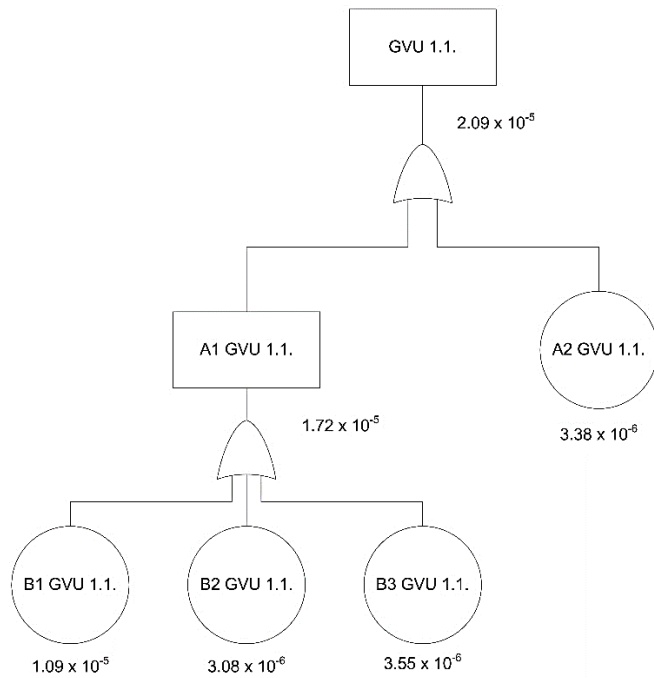 GVU 1.1.
2.09 x 10⁻⁵
A1 GVU 1.1.
A2 GVU 1.1.
1.72 x 10⁻⁵
3.38 x 10⁻⁶
B1 GVU 1.1.
B2 GVU 1.1.
B3 GVU 1.1.
1.09 x 10⁻⁵
3.08 x 10⁻⁶
3.55 x 10⁻⁶